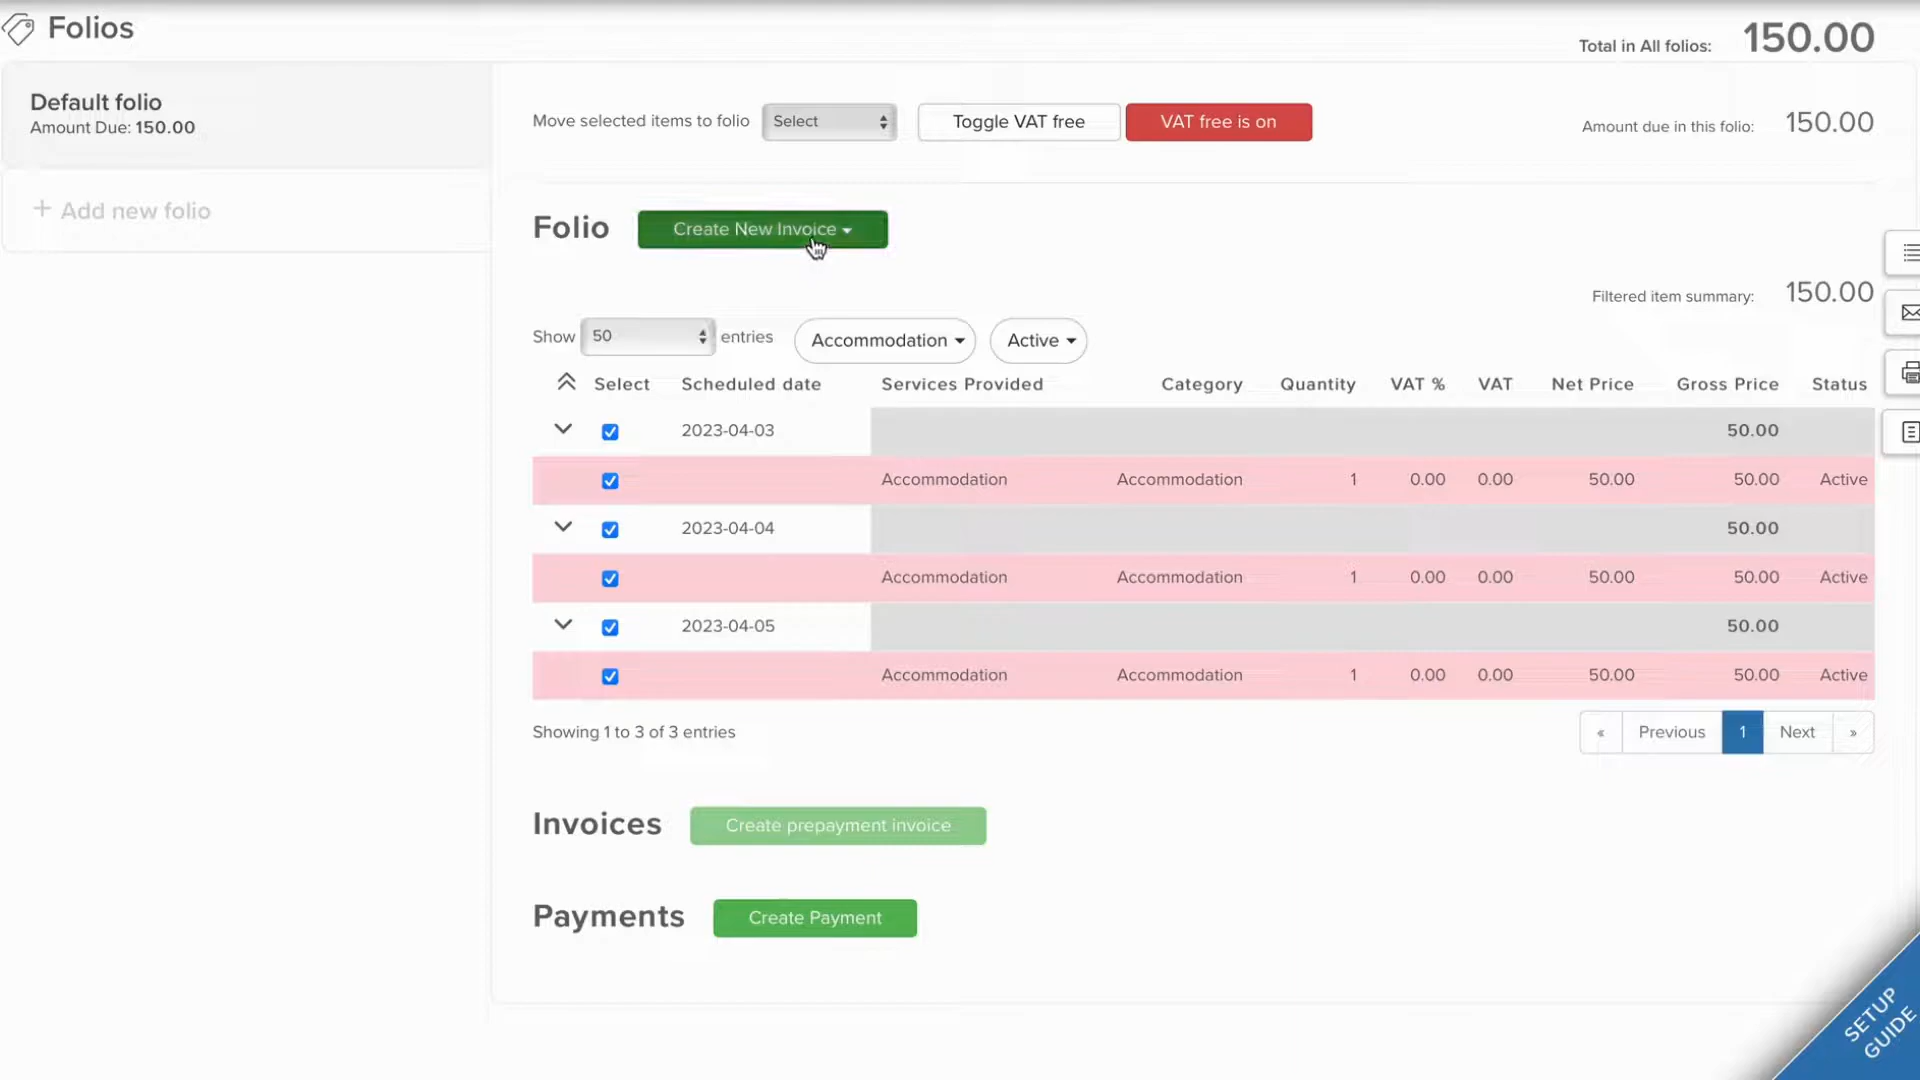 Folios
Total in All folios: 150.00
Default folio
Amount Due: 150.00
+ Add new folio
Move selected items to folio Select Toggle VAT free VAT free is on
Amount due in this folio: 150.00
Folio Create New Invoice
Filtered item summary: 150.00
Show 50 entries Accommodation Active
Select Scheduled date Services Provided Category Quantity VAT % VAT Net Price Gross Price Status
2023-04-03 50.00
Accommodation Accommodation 1 0.00 0.00 50.00 50.00 Active
2023-04-04 50.00
Accommodation Accommodation 1 0.00 0.00 50.00 50.00 Active
2023-04-05 50.00
Accommodation Accommodation 1 0.00 0.00 50.00 50.00 Active
Showing 1 to 3 of 3 entries
« Previous 1 Next »
Invoices Create prepayment invoice
Payments Create Payment
SETUP
GUIDE